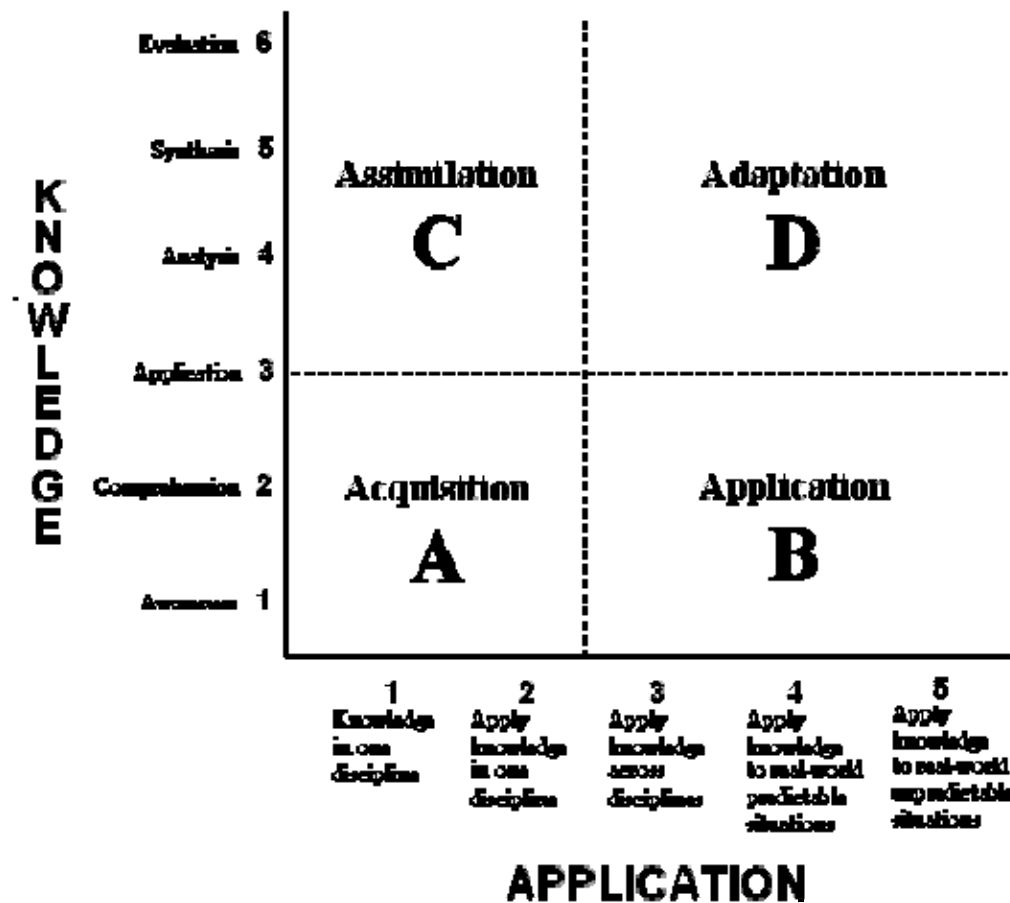 Evaluation 6
Synthesis 5
Assimilation
Adaptation
C
D
Analysis 4
KNOWLEDGE
Application 3
Comprehension 2
Acquisition
Application
A
B
Awareness 1
1
Knowledge
in one
discipline
2
Apply
knowledge
in one
discipline
3
Apply
knowledge
across
disciplines
4
Apply
knowledge
to real-world
predictable
situations
5
Apply
knowledge
to real-world
unpredictable
situations
APPLICATION